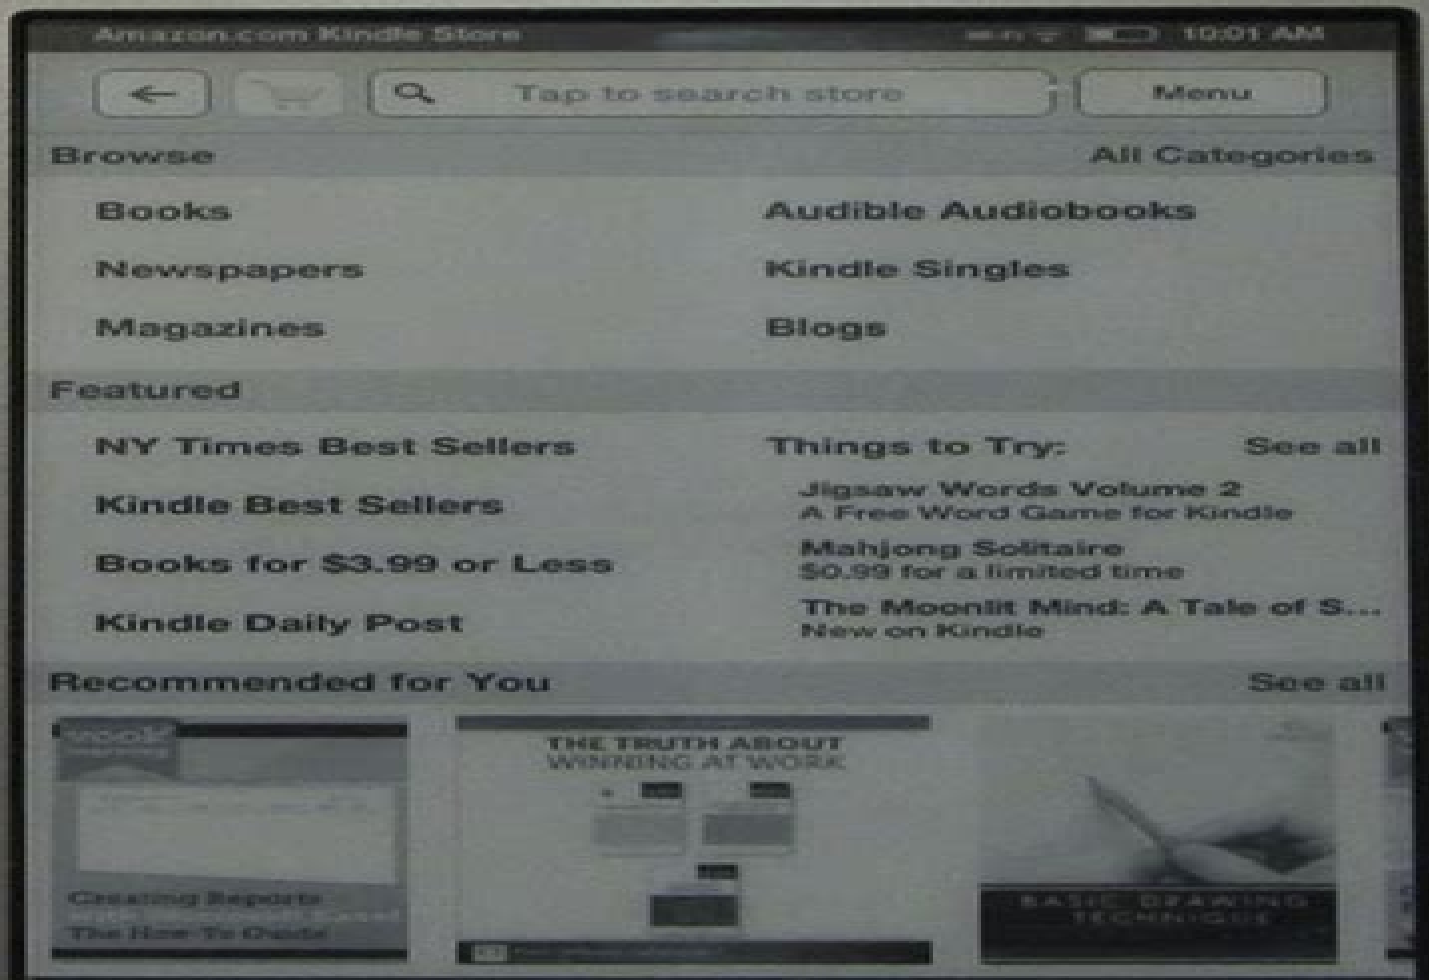 Amazon.com Kindle Store
10:01 AM
Tap to search store
Menu
Browse
All Categories
Books
Audible Audiobooks
Newspapers
Kindle Singles
Magazines
Blogs
Featured
NY Times Best Sellers
Things to Try:
See all
Jigsaw Words Volume 2
A Free Word Game for Kindle
Kindle Best Sellers
Mahjong Solitaire
$0.99 for a limited time
Books for $3.99 or Less
The Moonlit Mind: A Tale of S...
New on Kindle
Kindle Daily Post
Recommended for You
See all
vook
Creating Reports
with Microsoft Excel
The How-To Guide
THE TRUTH ABOUT
WINNING AT WORK
BASIC DRAWING
TECHNIQUE